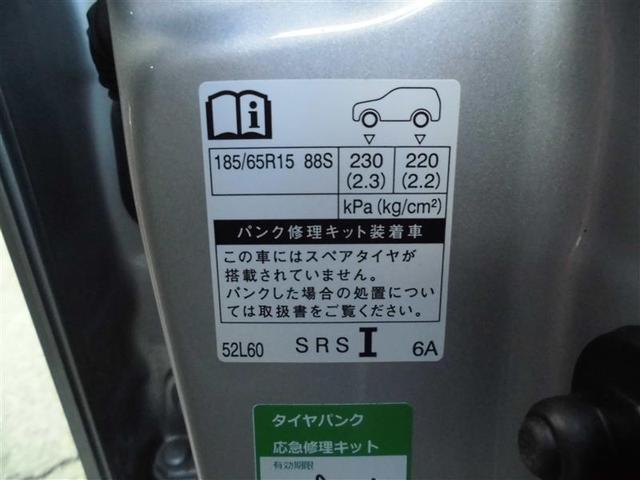 185/65R15 88S 230 (2.3) 220 (2.2)
kPa(kg/cm²)
パンク修理キット装着車
この車にはスペアタイヤが
搭載されていません。
パンクした場合の処置につい
ては取扱書をご覧ください。
52L60 SRS I 6A
タイヤパンク
応急修理キット
有効期限